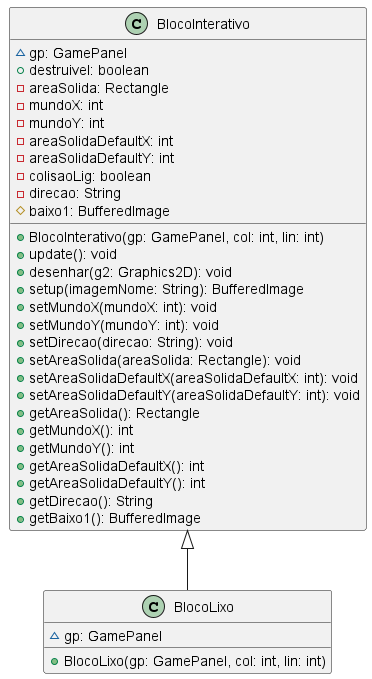 C BlocoInterativo
gp: GamePanel
destruivel: boolean
areaSolida: Rectangle
mundoX: int
mundoY: int
areaSolidaDefaultX: int
areaSolidaDefaultY: int
colisaoLig: boolean
direcao: String
baixo1: BufferedImage
BlocoInterativo(gp: GamePanel, col: int, lin: int)
update(): void
desenhar(g2: Graphics2D): void
setup(imagemNome: String): BufferedImage
setMundoX(mundoX: int): void
setMundoY(mundoY: int): void
setDirecao(direcao: String): void
setAreaSolida(areaSolida: Rectangle): void
setAreaSolidaDefaultX(areaSolidaDefaultX: int): void
setAreaSolidaDefaultY(areaSolidaDefaultY: int): void
getAreaSolida(): Rectangle
getMundoX(): int
getMundoY(): int
getAreaSolidaDefaultX(): int
getAreaSolidaDefaultY(): int
getDirecao(): String
getBaixo1(): BufferedImage
C BlocoLixo
gp: GamePanel
BlocoLixo(gp: GamePanel, col: int, lin: int)